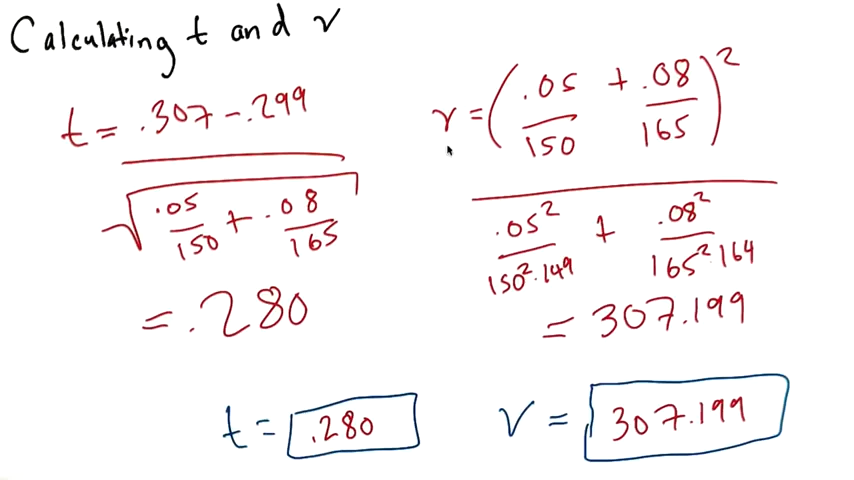 Calculating t and v
t = .307 - .299
√ .05/150 + .08/165
= .280
v = ( .05/150 + .08/165 )²
.05²/150²·149 + .08²/165²·164
= 307.199
t = .280
V = 307.199